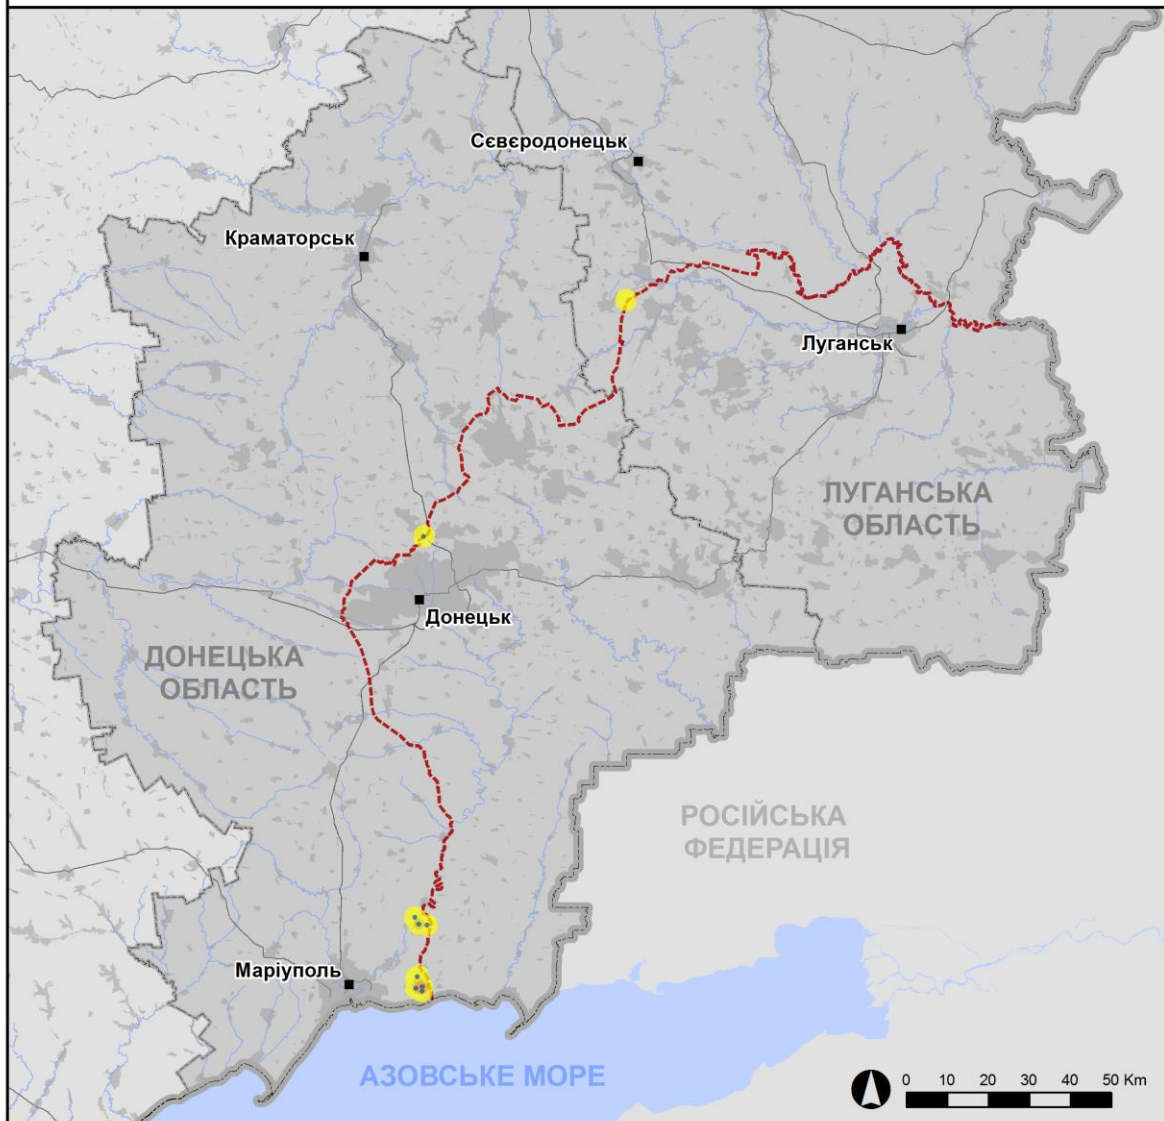 Сєвєродонецьк
Краматорськ
Луганськ
ЛУГАНСЬКА
ОБЛАСТЬ
Донецьк
ДОНЕЦЬКА
ОБЛАСТЬ
РОСІЙСЬКА
ФЕДЕРАЦІЯ
Маріуполь
АЗОВСЬКЕ МОРЕ
0 10 20 30 40 50 Km